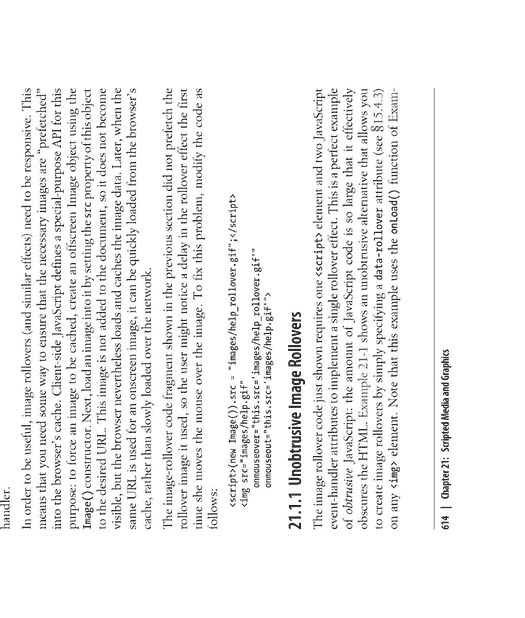 handler.
In order to be useful, image rollovers (and similar effects) need to be responsive. This
means that you need some way to ensure that the necessary images are “prefetched”
into the browser’s cache. Client-side JavaScript defines a special-purpose API for this
purpose: to force an image to be cached, create an offscreen Image object using the
Image() constructor. Next, load an image into it by setting the src property of this object
to the desired URL. This image is not added to the document, so it does not become
visible, but the browser nevertheless loads and caches the image data. Later, when the
same URL is used for an onscreen image, it can be quickly loaded from the browser’s
cache, rather than slowly loaded over the network.
The image-rollover code fragment shown in the previous section did not prefetch the
rollover image it used, so the user might notice a delay in the rollover effect the first
time she moves the mouse over the image. To fix this problem, modify the code as
follows:
<script>(new Image()).src = "images/help_rollover.gif";</script>
<img src="images/help.gif"
onmouseover="this.src='images/help_rollover.gif'"
onmouseout="this.src='images/help.gif'">
21.1.1 Unobtrusive Image Rollovers
The image rollover code just shown requires one <script> element and two JavaScript
event-handler attributes to implement a single rollover effect. This is a perfect example
of obtrusive JavaScript: the amount of JavaScript code is so large that it effectively
obscures the HTML. Example 21-1 shows an unobtrusive alternative that allows you
to create image rollovers by simply specifying a data-rollover attribute (see §15.4.3)
on any <img> element. Note that this example uses the onLoad() function of Exam-
614 | Chapter 21: Scripted Media and Graphics